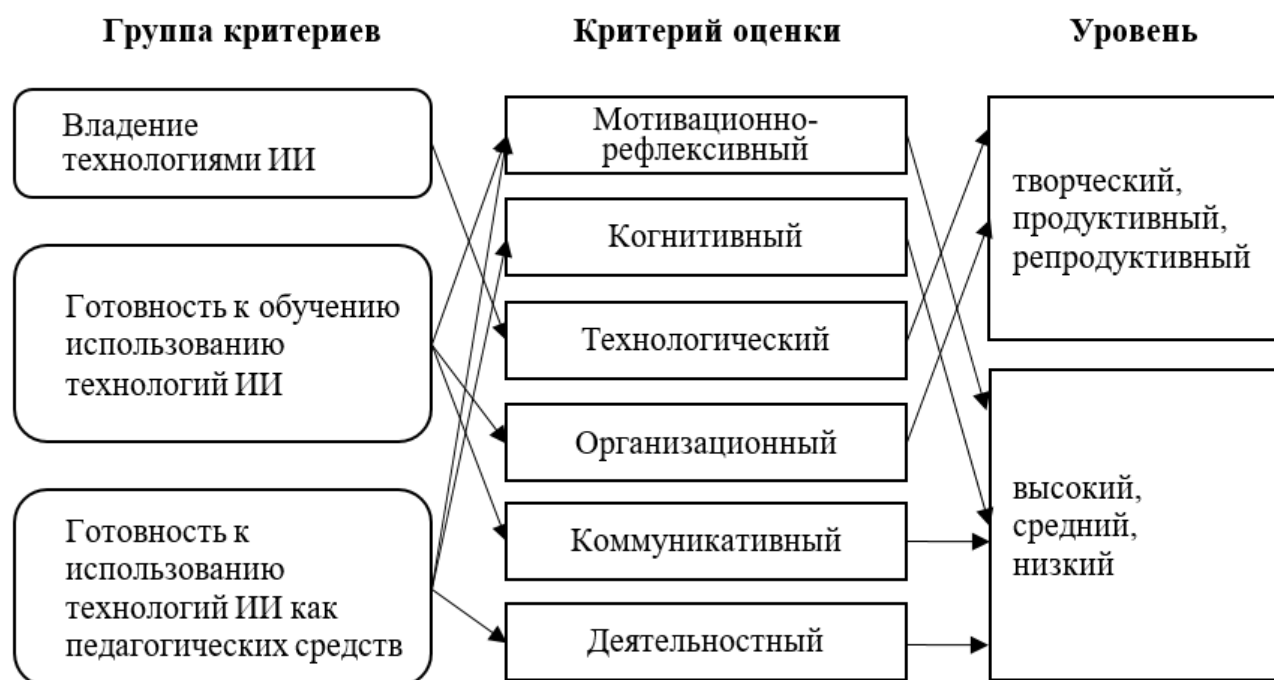 Группа критериев
Критерий оценки
Уровень
Владение
технологиями ИИ
Готовность к обучению
использованию
технологий ИИ
Готовность к
использованию
технологий ИИ как
педагогических средств
Мотивационно-
рефлексивный
Когнитивный
Технологический
Организационный
Коммуникативный
Деятельностный
творческий,
продуктивный,
репродуктивный
высокий,
средний,
низкий